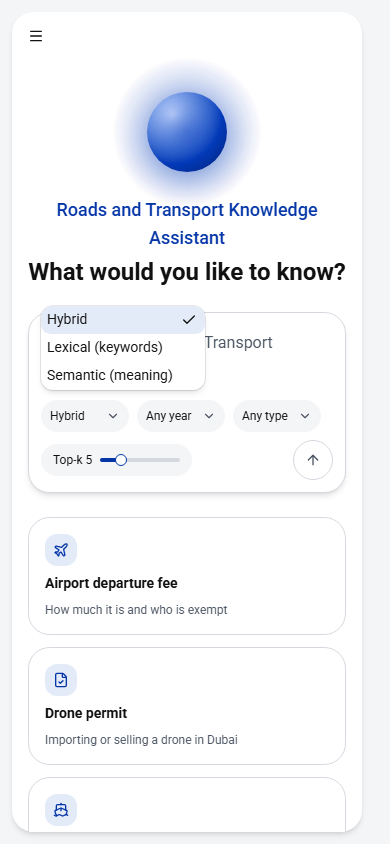 Roads and Transport Knowledge
Assistant
What would you like to know?
Hybrid
Lexical (keywords)
Semantic (meaning)
Transport
Hybrid
Any year
Any type
Top-k 5
Airport departure fee
How much it is and who is exempt
Drone permit
Importing or selling a drone in Dubai